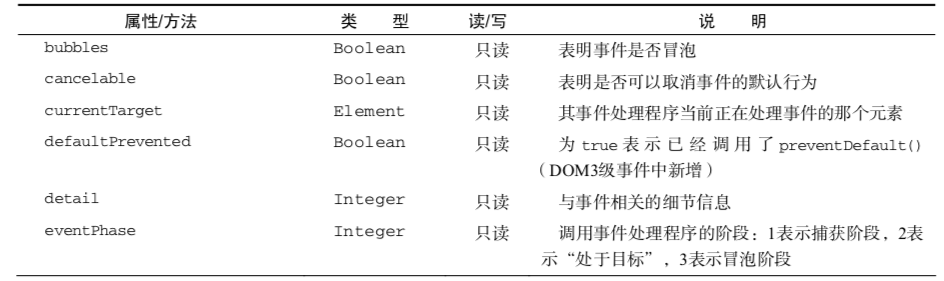 属性/方法 类 型 读/写 说 明
bubbles Boolean 只读 表明事件是否冒泡
cancelable Boolean 只读 表明是否可以取消事件的默认行为
currentTarget Element 只读 其事件处理程序当前正在处理事件的那个元素
defaultPrevented Boolean 只读 为 true 表示已经调用了 preventDefault()
（DOM3级事件中新增）
detail Integer 只读 与事件相关的细节信息
eventPhase Integer 只读 调用事件处理程序的阶段：1表示捕获阶段，2表
示“处于目标”，3表示冒泡阶段